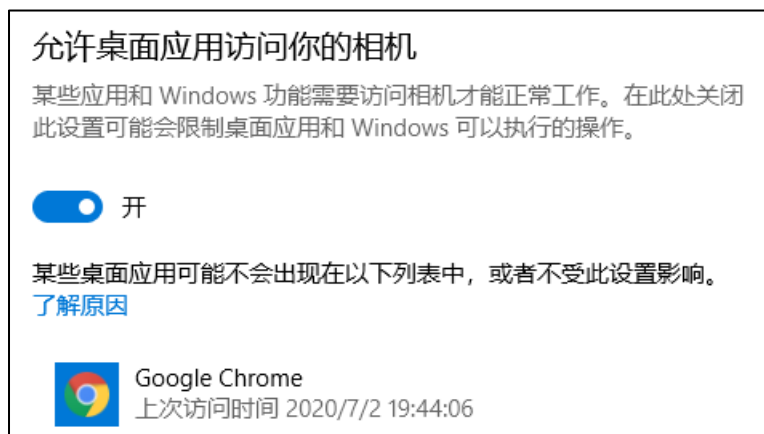 允许桌面应用访问你的相机
某些应用和 Windows 功能需要访问相机才能正常工作。在此处关闭
此设置可能会限制桌面应用和 Windows 可以执行的操作。
开
某些桌面应用可能不会出现在以下列表中，或者不受此设置影响。
了解原因
Google Chrome
上次访问时间 2020/7/2 19:44:06